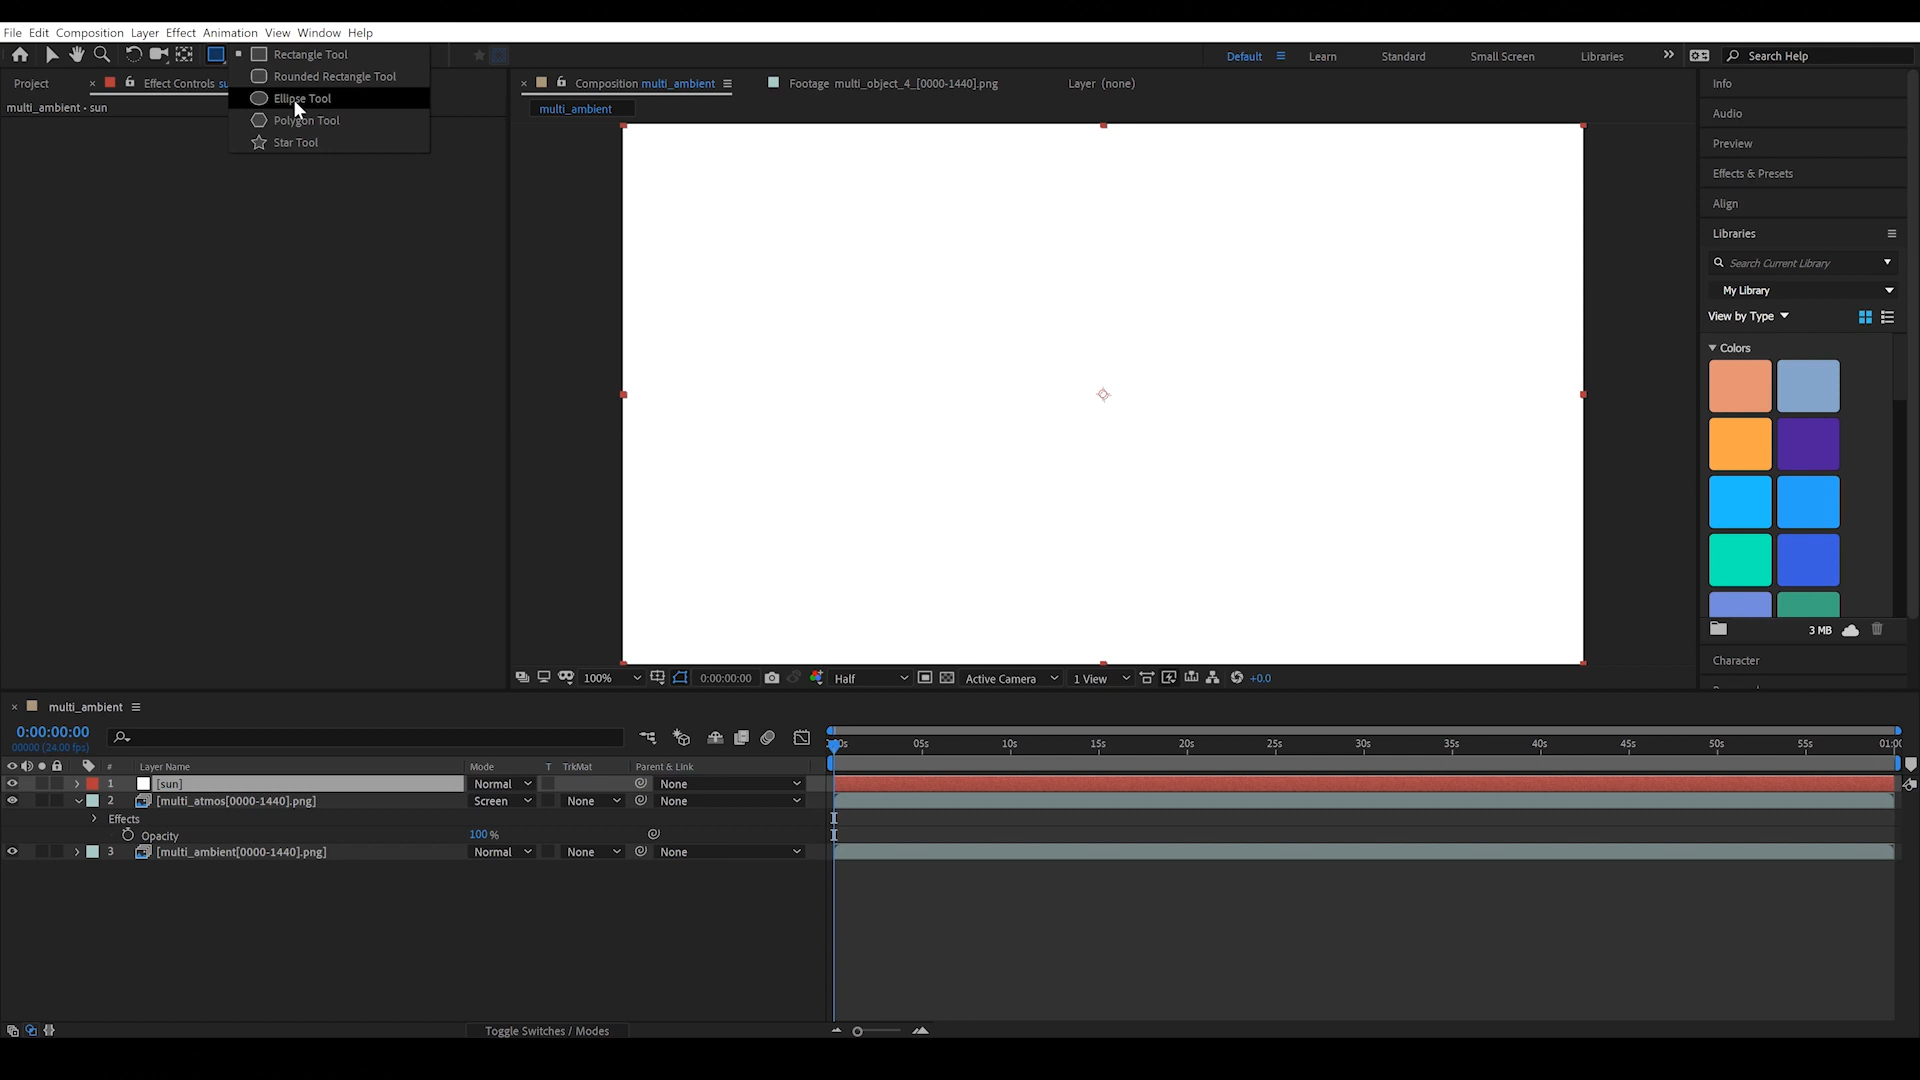 File Edit Composition Layer Effect Animation View Window Help
Rectangle Tool
Rounded Rectangle Tool
Ellipse Tool
Polygon Tool
Star Tool
Default Learn Standard Small Screen Libraries Search Help
Project Effect Controls su
multi_ambient · sun
Composition multi_ambient Footage multi_object_4_[0000-1440].png Layer (none)
multi_ambient
Info
Audio
Preview
Effects & Presets
Align
Libraries
Search Current Library
My Library
View by Type
Colors
3 MB
Character
100% 0:00:00:00 Half Active Camera 1 View +0.0
multi_ambient
0:00:00:00
00000 (24.00 fps)
05s 10s 15s 20s 25s 30s 35s 40s 45s 50s 55s 01:00
# Layer Name Mode T TrkMat Parent & Link
1 [sun] Normal None
2 [multi_atmos[0000-1440].png] Screen None None
Effects
Opacity 100 %
3 [multi_ambient[0000-1440].png] Normal None None
Toggle Switches / Modes